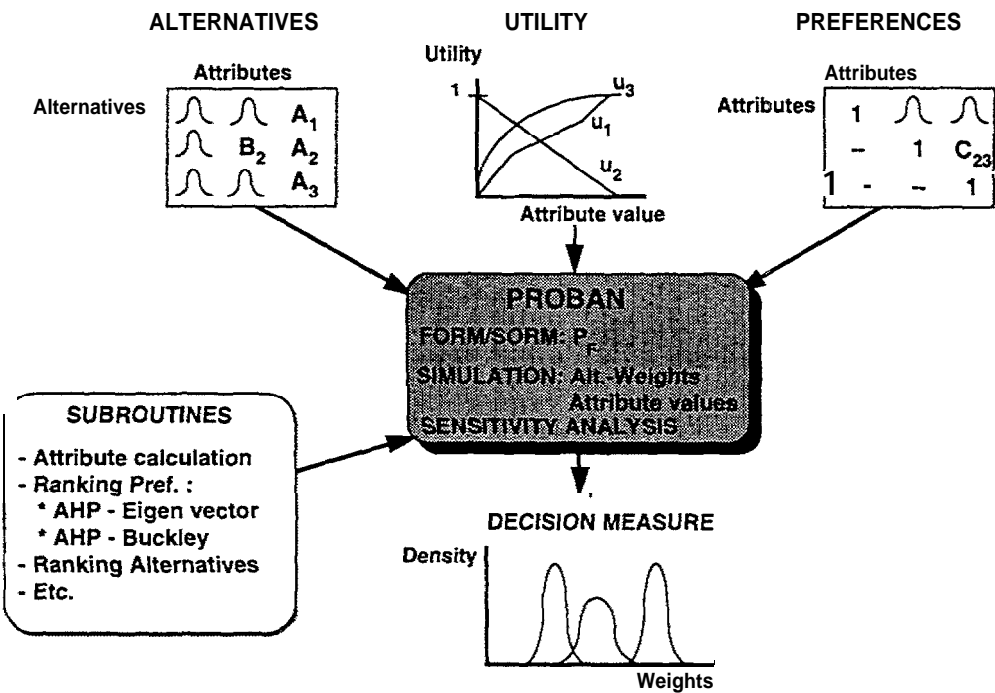 ALTERNATIVES
UTILITY
PREFERENCES
Attributes
Alternatives
A1
B2 A2
A3
Utility
1
u3
u1
u2
Attribute value
Attributes
Attributes
1
- 1 C23
1 - - 1
PROBAN
FORM/SORM: PF
SIMULATION: Alt.-Weights
Attribute values
SENSITIVITY ANALYSIS
SUBROUTINES
- Attribute calculation
- Ranking Pref. :
* AHP - Eigen vector
* AHP - Buckley
- Ranking Alternatives
- Etc.
DECISION MEASURE
Density
Weights